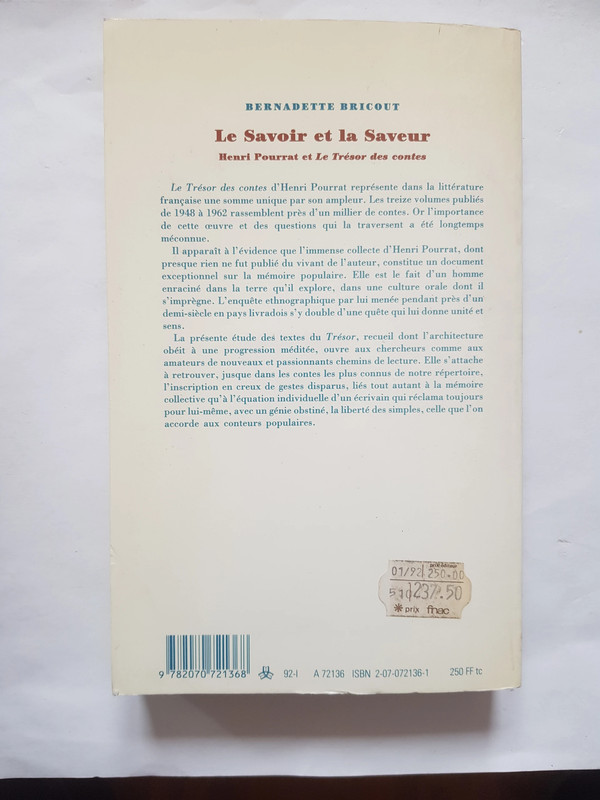 BERNADETTE BRICOUT
Le Savoir et la Saveur
Henri Pourrat et Le Trésor des contes
Le Trésor des contes d'Henri Pourrat représente dans la littérature
française une somme unique par son ampleur. Les treize volumes publiés
de 1948 à 1962 rassemblent près d'un millier de contes. Or l'importance
de cette œuvre et des questions qui la traversent a été longtemps
méconnue.
Il apparaît à l'évidence que l'immense collecte d'Henri Pourrat, dont
presque rien ne fut publié du vivant de l'auteur, constitue un document
exceptionnel sur la mémoire populaire. Elle est le fait d'un homme
enraciné dans la terre qu'il explore, dans une culture orale dont il
s'imprègne. L'enquête ethnographique par lui menée pendant près d'un
demi-siècle en pays livradois s'y double d'une quête qui lui donne unité et
sens.
La présente étude des textes du Trésor, recueil dont l'architecture
obéit à une progression méditée, ouvre aux chercheurs comme aux
amateurs de nouveaux et passionnants chemins de lecture. Elle s'attache
à retrouver, jusque dans les contes les plus connus de notre répertoire,
l'inscription en creux de gestes disparus, liés tout autant à la mémoire
collective qu'à l'équation individuelle d'un écrivain qui réclama toujours
pour lui-même, avec un génie obstiné, la liberté des simples, celle que l'on
accorde aux conteurs populaires.
01/92 250.00
510 237.50
prix fnac
9 782070 721368
92-I A 72136 ISBN 2-07-072136-1 250 FF tc